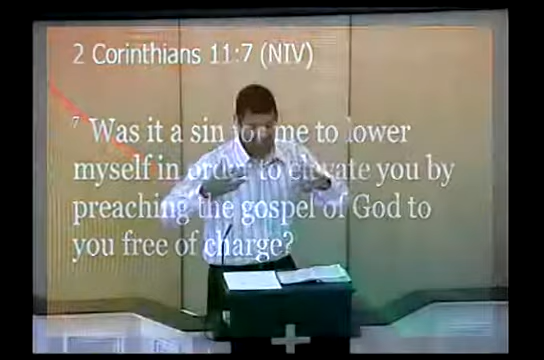 2 Corinthians 11:7 (NIV)
7 Was it a sin for me to lower
myself in order to elevate you by
preaching the gospel of God to
you free of charge?